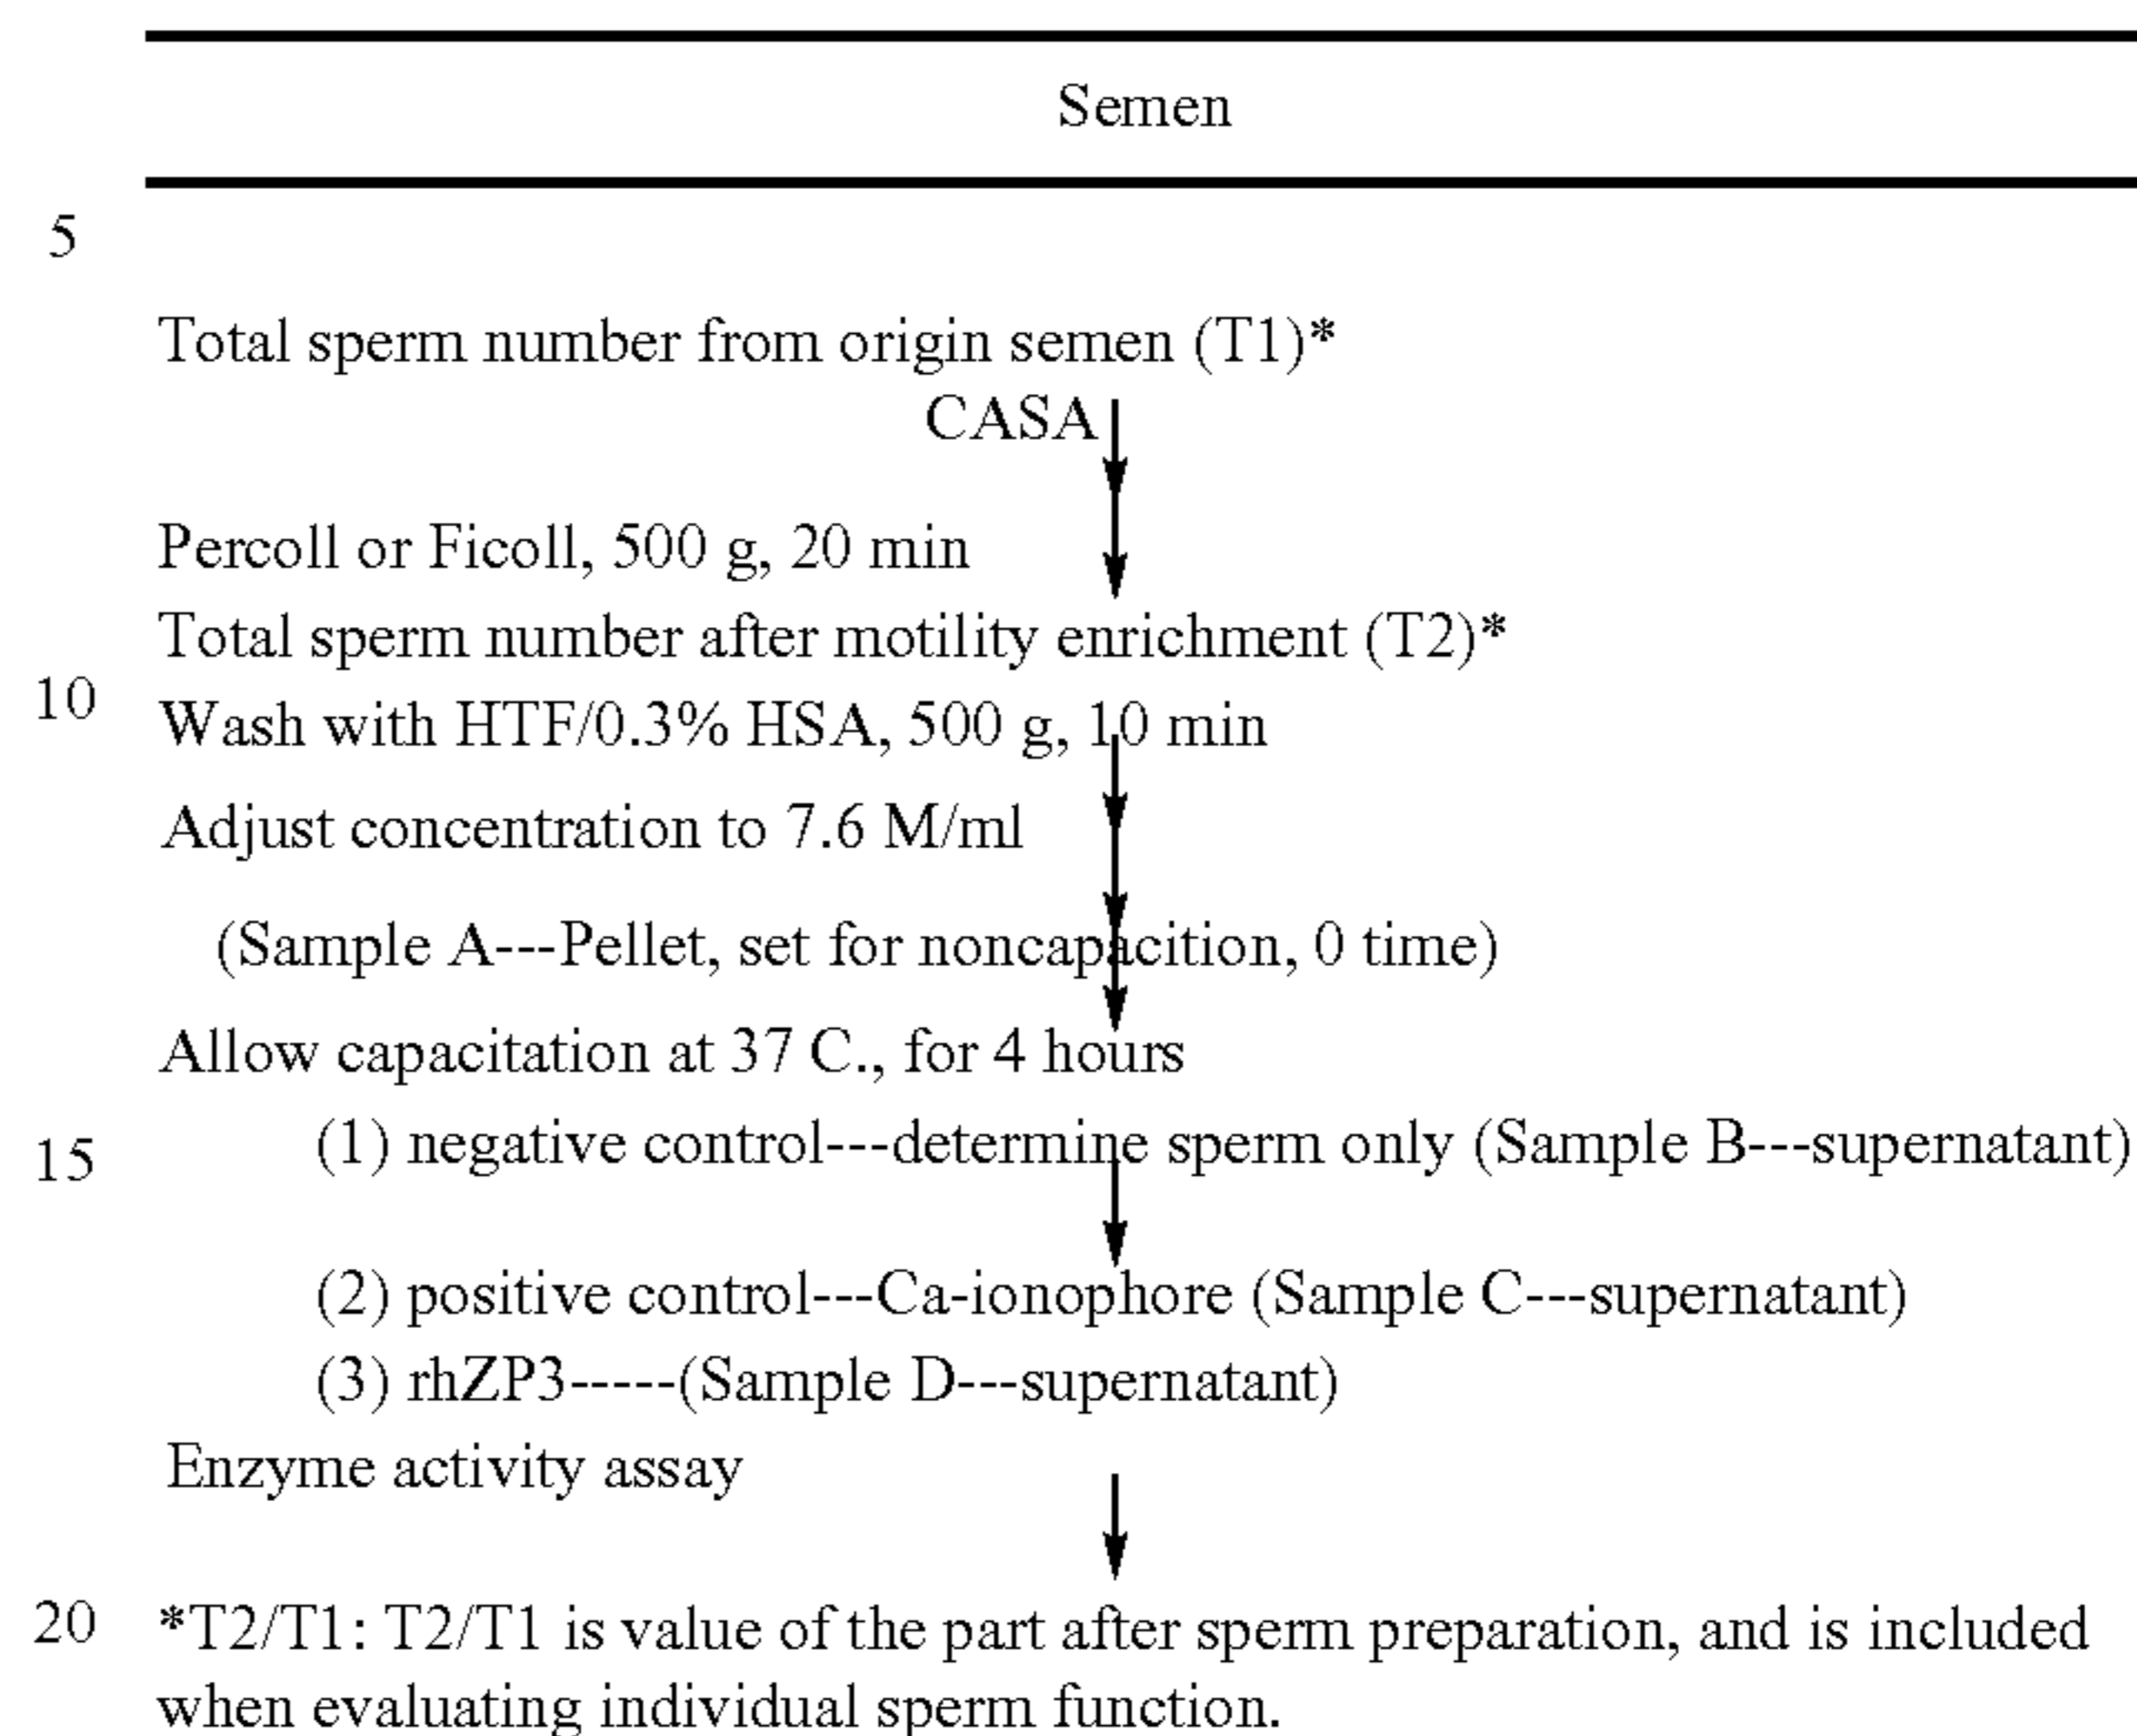 Semen
5
Total sperm number from origin semen (T1)*
CASA
Percoll or Ficoll, 500 g, 20 min
Total sperm number after motility enrichment (T2)*
10 Wash with HTF/0.3% HSA, 500 g, 10 min
Adjust concentration to 7.6 M/ml
(Sample A---Pellet, set for noncapacition, 0 time)
Allow capacitation at 37 C., for 4 hours
15 (1) negative control---determine sperm only (Sample B---supernatant)
(2) positive control---Ca-ionophore (Sample C---supernatant)
(3) rhZP3-----(Sample D---supernatant)
Enzyme activity assay
20 *T2/T1: T2/T1 is value of the part after sperm preparation, and is included
when evaluating individual sperm function.